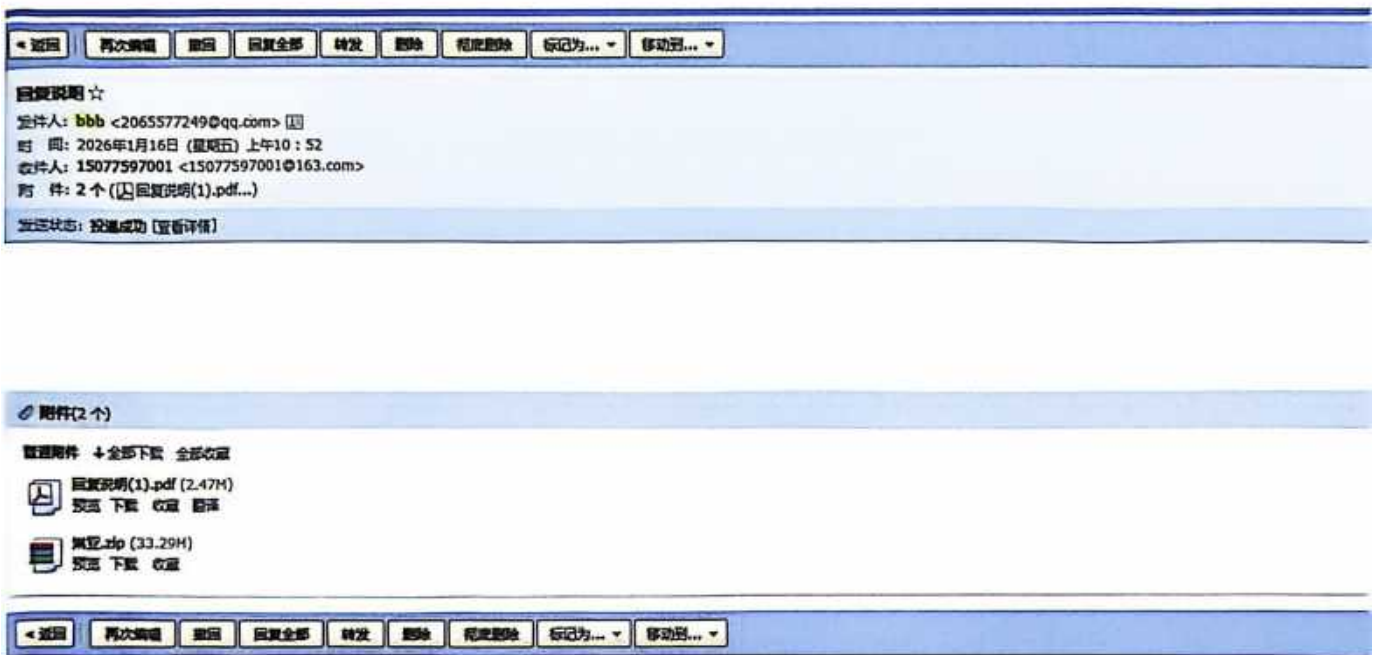 « 返回 再次编辑 撤回 回复全部 转发 删除 彻底删除 标记为... 移动到...
回复说明 ☆
发件人: bbb <2065577249@qq.com>
时 间: 2026年1月16日 (星期五) 上午10:52
收件人: 15077597001 <15077597001@163.com>
附 件: 2 个 (回复说明(1).pdf...)
发送状态: 投递成功 [查看详情]
附件(2 个)
普通附件 全部下载 全部收藏
回复说明(1).pdf (2.47M)
预览 下载 收藏 翻译
.zip (33.29M)
预览 下载 收藏
« 返回 再次编辑 撤回 回复全部 转发 删除 彻底删除 标记为... 移动到...